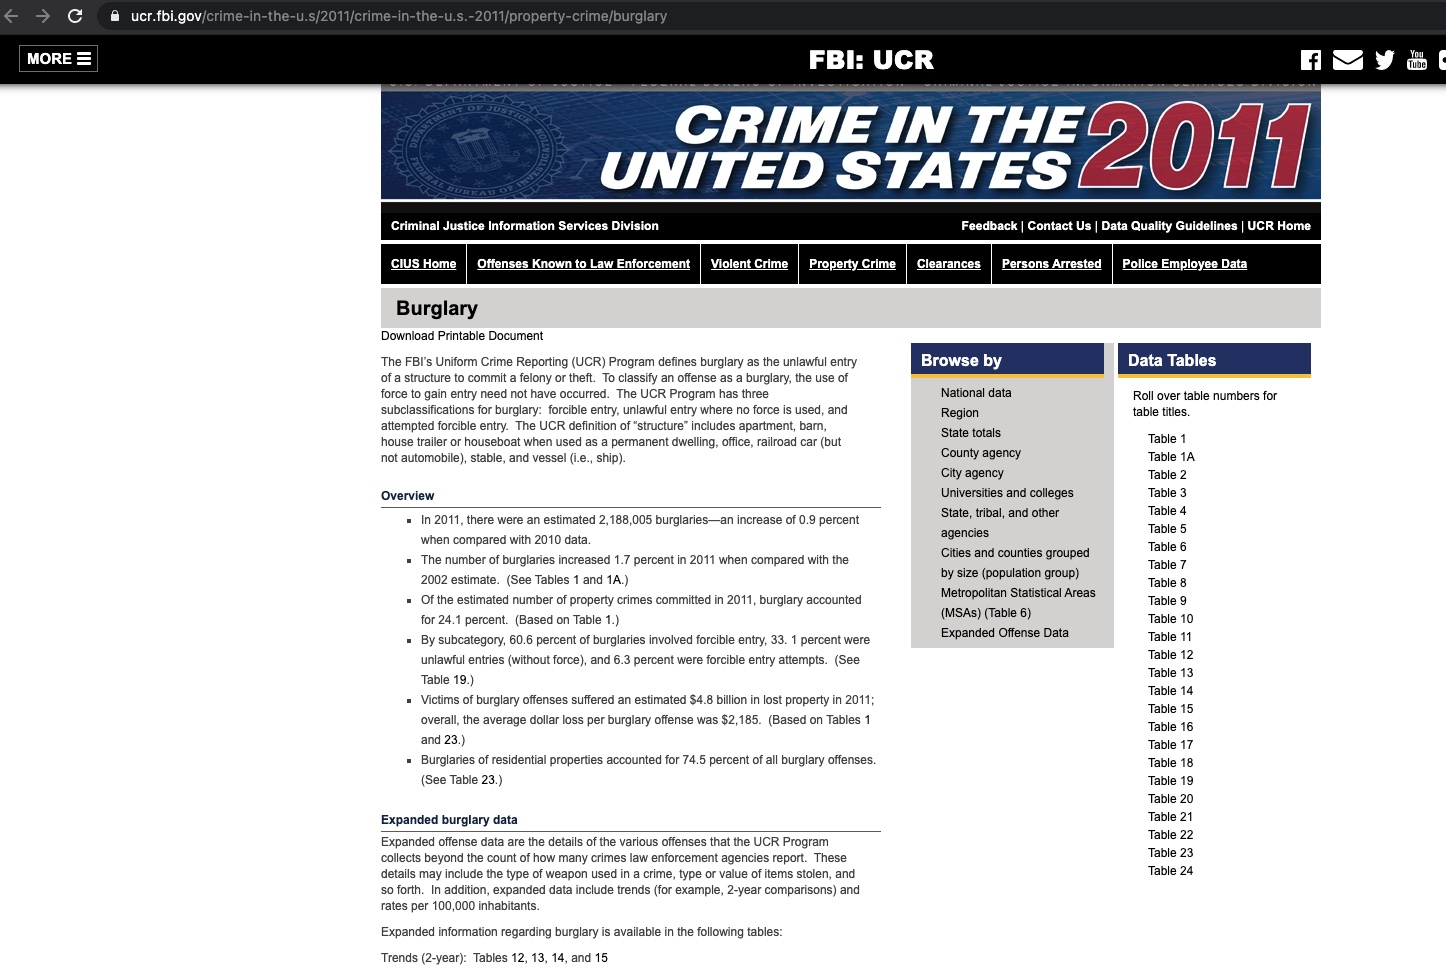 ucr.fbi.gov/crime-in-the-u.s/2011/crime-in-the-u.s.-2011/property-crime/burglary
MORE
FBI: UCR
You
Tube
U.S. DEPARTMENT OF JUSTICE • FEDERAL BUREAU OF INVESTIGATION • CRIMINAL JUSTICE INFORMATION SERVICES DIVISION
CRIME IN THE
UNITED STATES 2011
Criminal Justice Information Services Division
Feedback | Contact Us | Data Quality Guidelines | UCR Home
CIUS Home
Offenses Known to Law Enforcement
Violent Crime
Property Crime
Clearances
Persons Arrested
Police Employee Data
Burglary
Download Printable Document
The FBI’s Uniform Crime Reporting (UCR) Program defines burglary as the unlawful entry
of a structure to commit a felony or theft. To classify an offense as a burglary, the use of
force to gain entry need not have occurred. The UCR Program has three
subclassifications for burglary: forcible entry, unlawful entry where no force is used, and
attempted forcible entry. The UCR definition of “structure” includes apartment, barn,
house trailer or houseboat when used as a permanent dwelling, office, railroad car (but
not automobile), stable, and vessel (i.e., ship).
Overview
In 2011, there were an estimated 2,188,005 burglaries—an increase of 0.9 percent
when compared with 2010 data.
The number of burglaries increased 1.7 percent in 2011 when compared with the
2002 estimate. (See Tables 1 and 1A.)
Of the estimated number of property crimes committed in 2011, burglary accounted
for 24.1 percent. (Based on Table 1.)
By subcategory, 60.6 percent of burglaries involved forcible entry, 33. 1 percent were
unlawful entries (without force), and 6.3 percent were forcible entry attempts. (See
Table 19.)
Victims of burglary offenses suffered an estimated $4.8 billion in lost property in 2011;
overall, the average dollar loss per burglary offense was $2,185. (Based on Tables 1
and 23.)
Burglaries of residential properties accounted for 74.5 percent of all burglary offenses.
(See Table 23.)
Expanded burglary data
Expanded offense data are the details of the various offenses that the UCR Program
collects beyond the count of how many crimes law enforcement agencies report. These
details may include the type of weapon used in a crime, type or value of items stolen, and
so forth. In addition, expanded data include trends (for example, 2-year comparisons) and
rates per 100,000 inhabitants.
Expanded information regarding burglary is available in the following tables:
Trends (2-year): Tables 12, 13, 14, and 15
Browse by
National data
Region
State totals
County agency
City agency
Universities and colleges
State, tribal, and other
agencies
Cities and counties grouped
by size (population group)
Metropolitan Statistical Areas
(MSAs) (Table 6)
Expanded Offense Data
Data Tables
Roll over table numbers for
table titles.
Table 1
Table 1A
Table 2
Table 3
Table 4
Table 5
Table 6
Table 7
Table 8
Table 9
Table 10
Table 11
Table 12
Table 13
Table 14
Table 15
Table 16
Table 17
Table 18
Table 19
Table 20
Table 21
Table 22
Table 23
Table 24